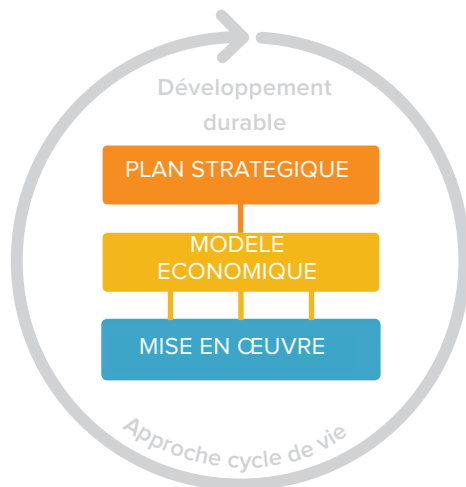 Développement
durable
PLAN STRATEGIQUE
MODELE
ECONOMIQUE
MISE EN ŒUVRE
Approche cycle de vie